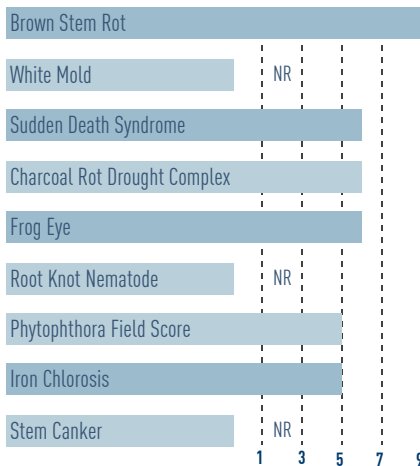 Brown Stem Rot
White Mold NR
Sudden Death Syndrome
Charcoal Rot Drought Complex
Frog Eye
Root Knot Nematode NR
Phytophthora Field Score
Iron Chlorosis
Stem Canker NR
1 3 5 7 9